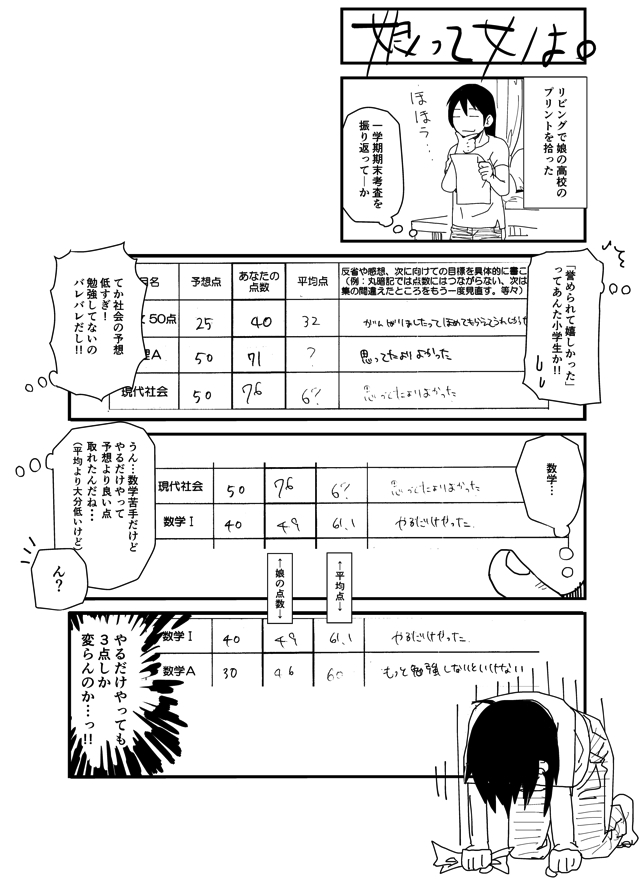 娘って奴は。
リビングで娘の高校の
プリントを拾った
ほほう…
一学期期末考査を
振り返って―か
「誉められて嬉しかった」
ってあんた小学生か!!
目名 予想点 あなたの点数 平均点 反省や感想、次に向けての目標を具体的に書こ
(例:丸暗記では点数にはつながらない、次は
集の間違えたところをもう一度見直す。等々)
50点 25 40 32 がんばりましたってほめてもらえてうれしかった
理A 50 71 ? 思ってたよりよかった
現代社会 50 76 6? 思ってたよりよかった
てか社会の予想
低すぎ!
勉強してないの
バレバレだし!!
数学…
現代社会 50 76 6? 思ってたよりよかった
数学Ⅰ 40 49 61.1 やるだけやった
うん…数学苦手だけど
やるだけやって
予想より良い点
取れたんだね…
(平均より大分低いけど)
ん?
↑平均点↓
↑娘の点数↓
数学Ⅰ 40 49 61.1 やるだけやった
数学A 30 46 60 もっと勉強しないといけない
やるだけやっても
3点しか
変らんのか…っ!!